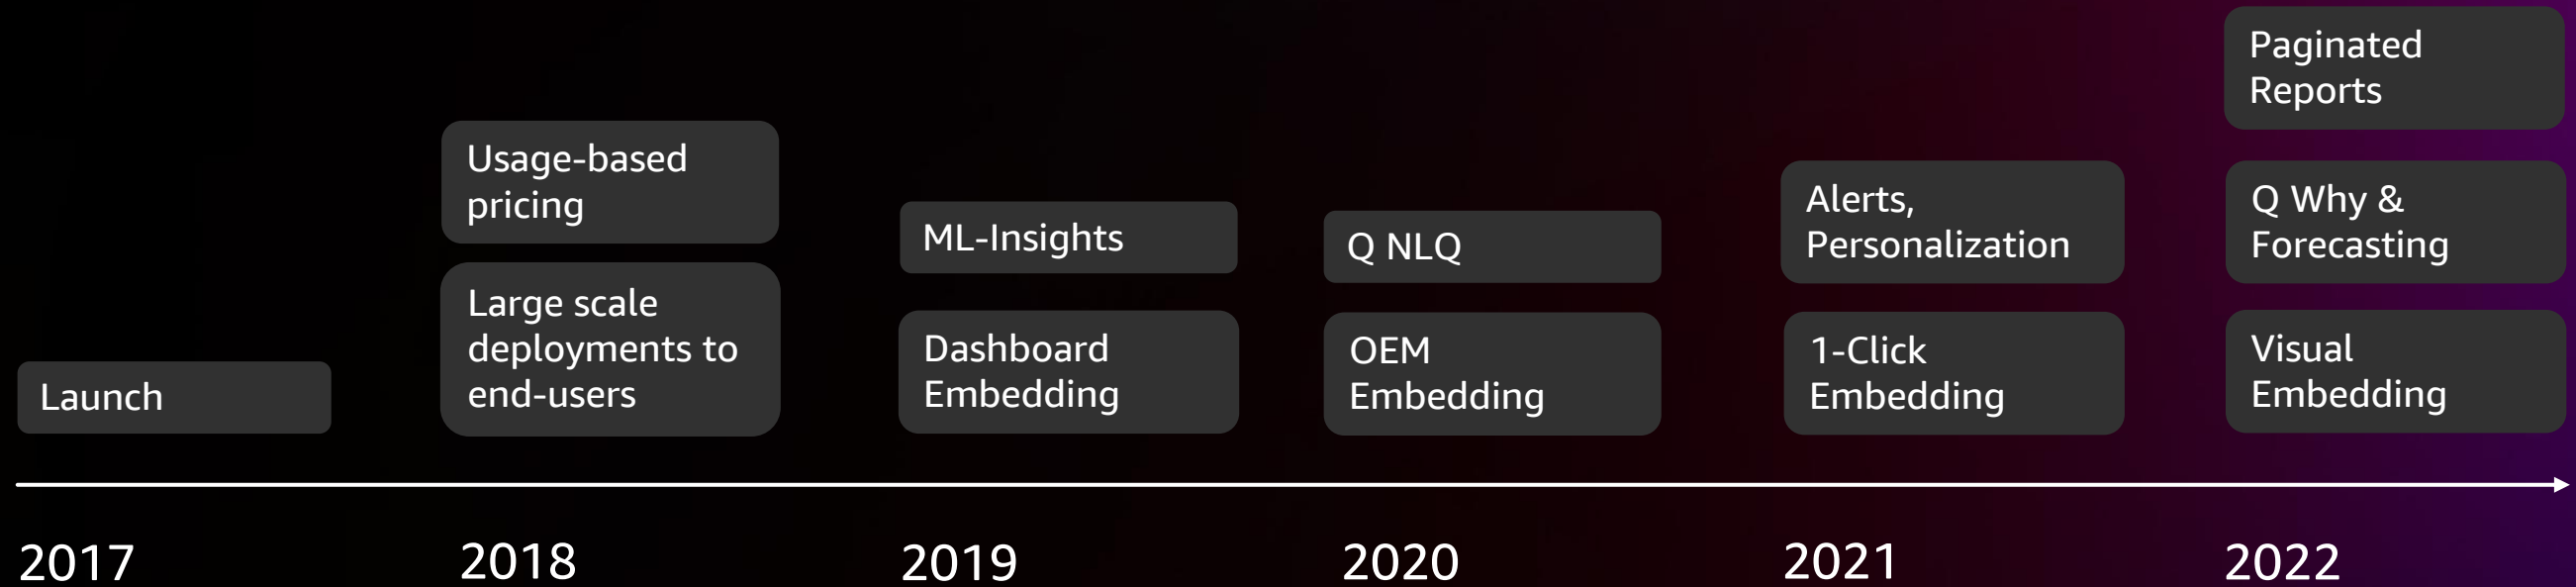 Launch
Usage-based
pricing
Large scale
deployments to
end-users
ML-Insights
Dashboard
Embedding
Q NLQ
OEM
Embedding
Alerts,
Personalization
1-Click
Embedding
Paginated
Reports
Q Why &
Forecasting
Visual
Embedding
2017
2018
2019
2020
2021
2022